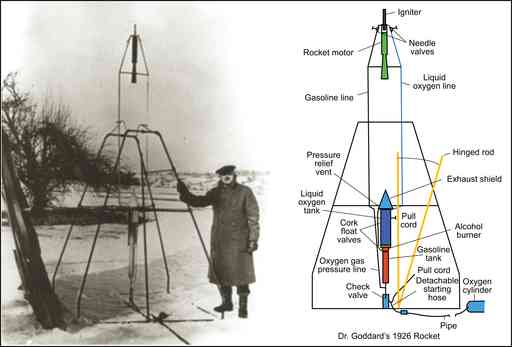 Igniter
Needle
valves
Rocket motor
Liquid
oxygen line
Gasoline line
Pressure
relief
vent
Hinged rod
Exhaust shield
Liquid
oxygen
tank
Pull
cord
Cork
float
valves
Alcohol
burner
Gasoline
tank
Oxygen gas
pressure line
Pull cord
Detachable
starting
hose
Oxygen
cylinder
Check
valve
Pipe
Dr. Goddard's 1926 Rocket